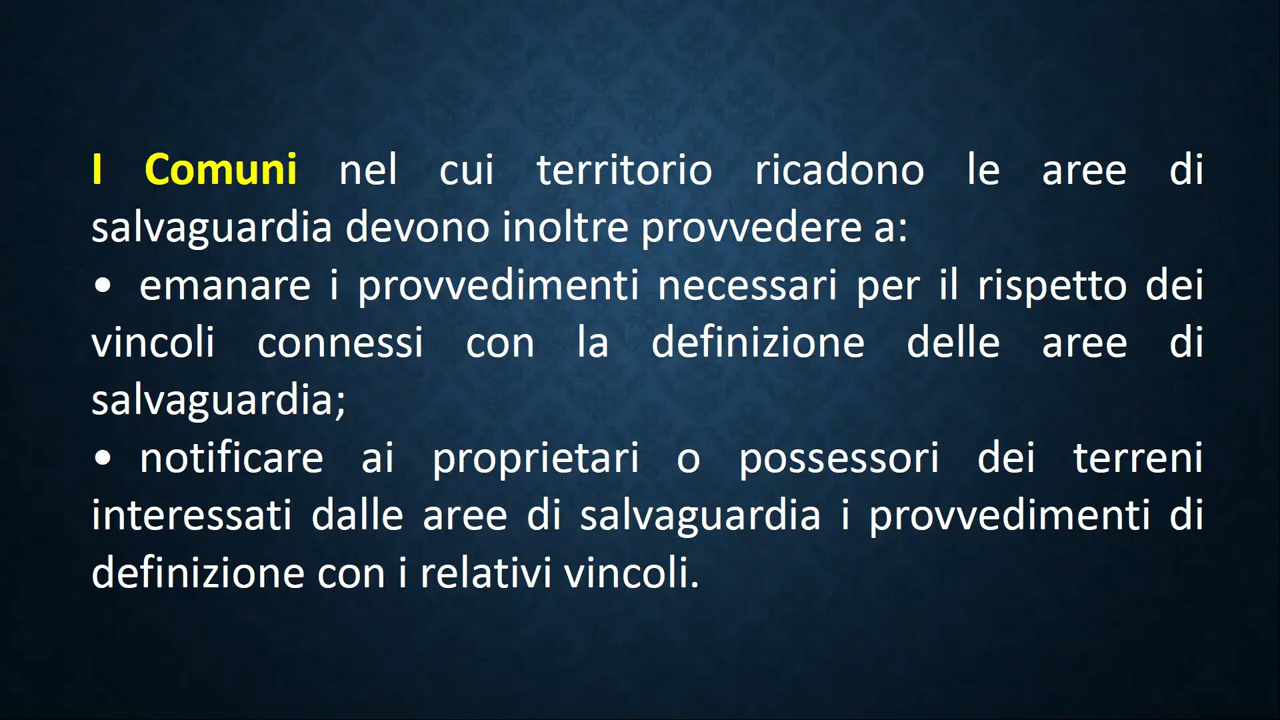 I Comuni nel cui territorio ricadono le aree di
salvaguardia devono inoltre provvedere a:
• emanare i provvedimenti necessari per il rispetto dei
vincoli connessi con la definizione delle aree di
salvaguardia;
• notificare ai proprietari o possessori dei terreni
interessati dalle aree di salvaguardia i provvedimenti di
definizione con i relativi vincoli.